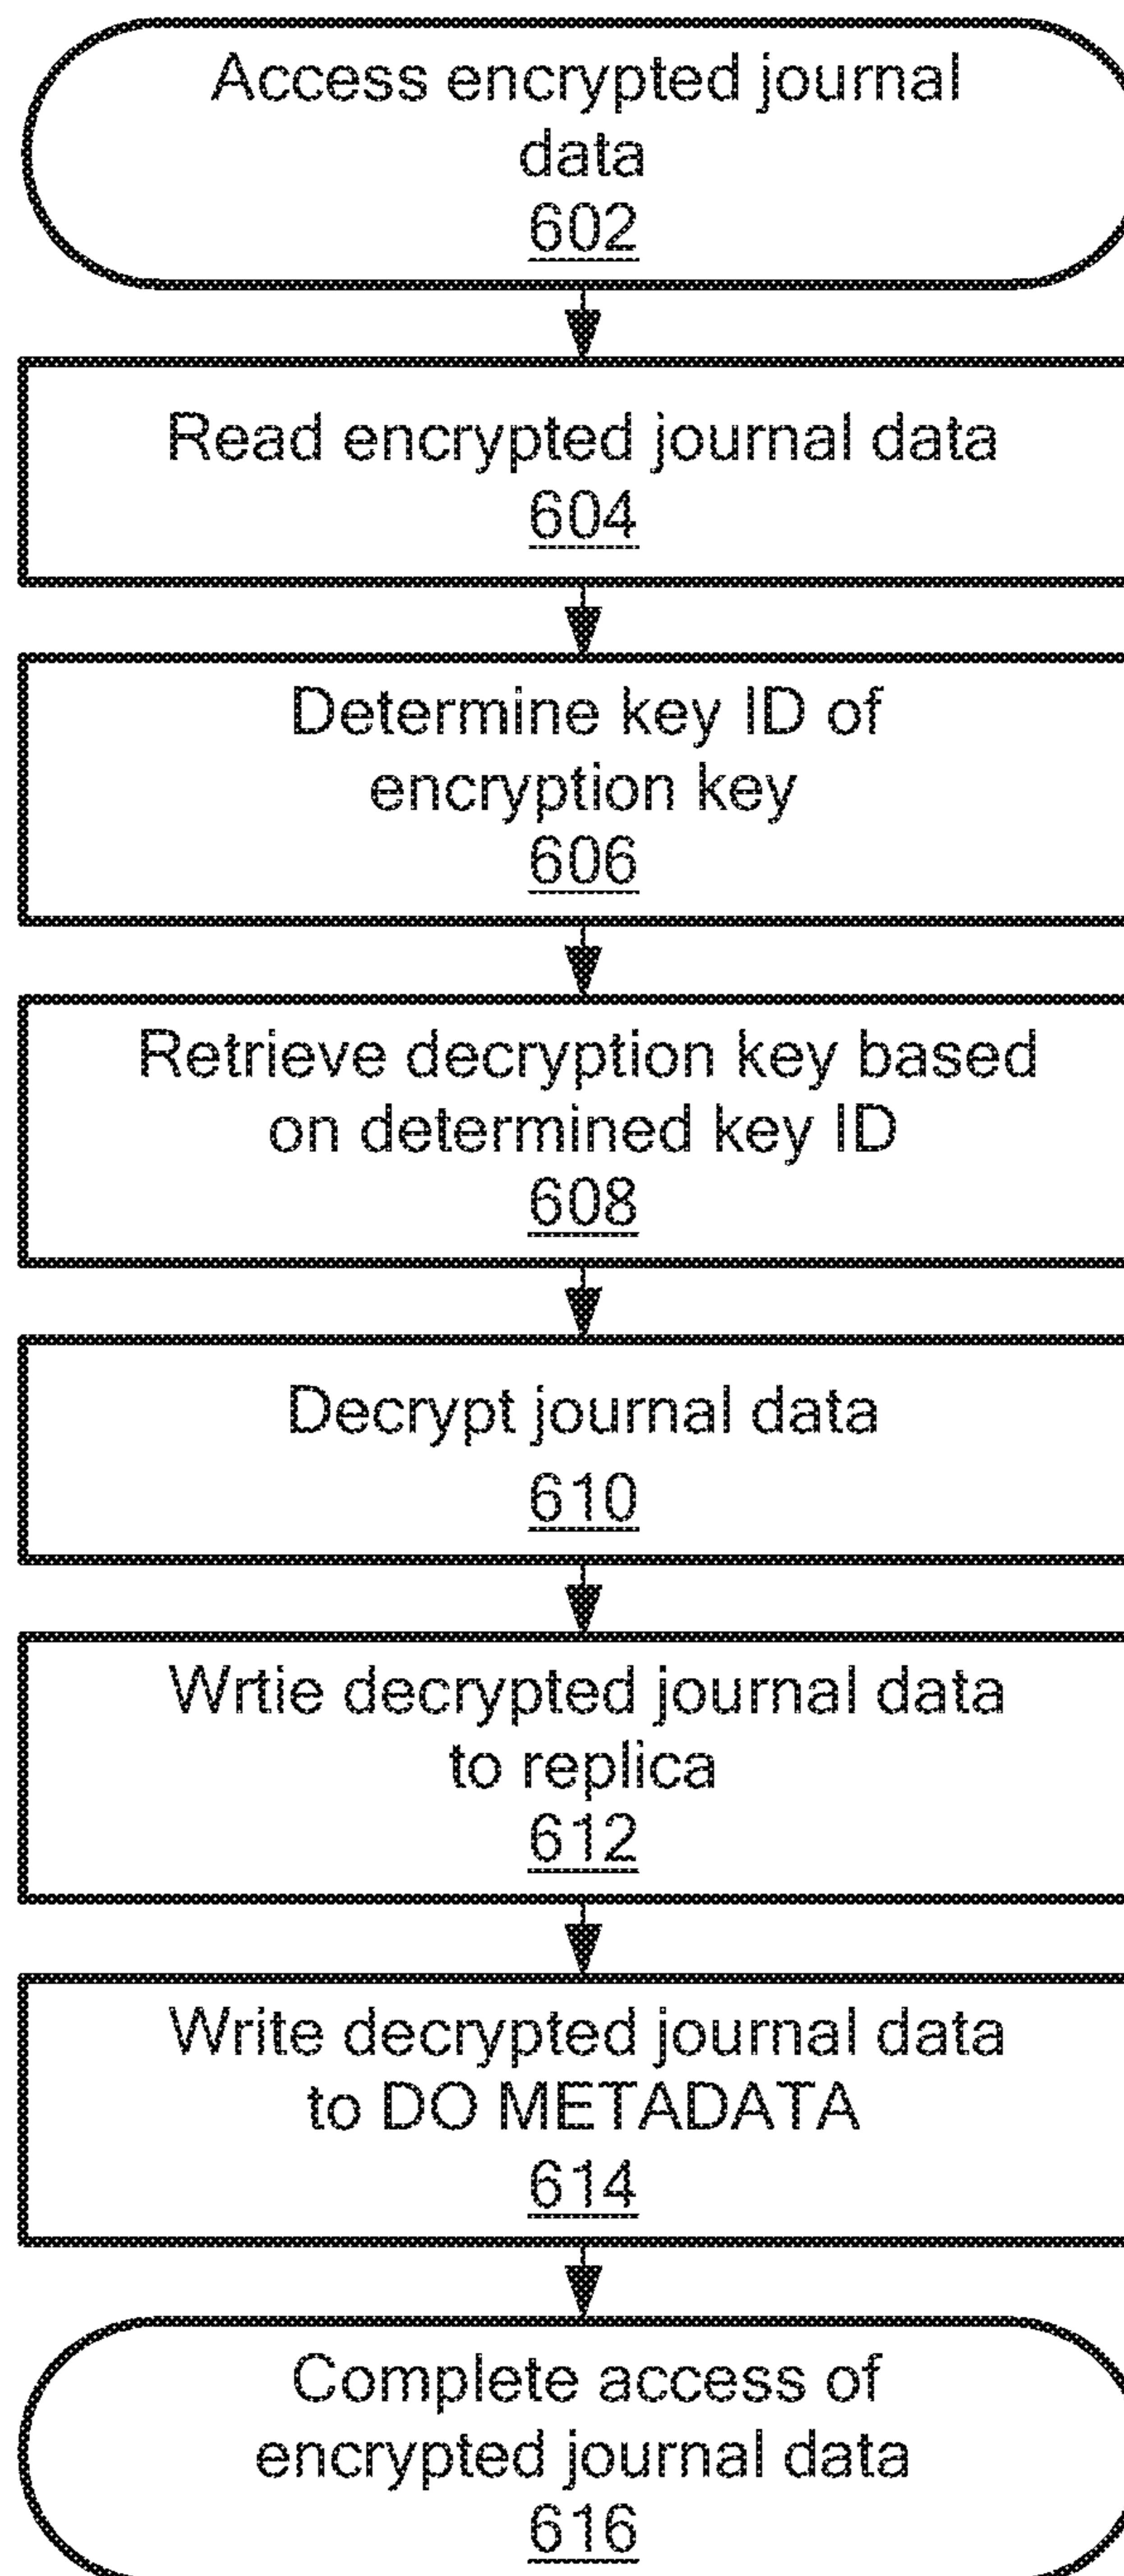 Access encrypted journal
data
602
Read encrypted journal data
604
Determine key ID of
encryption key
606
Retrieve decryption key based
on determined key ID
608
Decrypt journal data
610
Wrtie decrypted journal data
to replica
612
Write decrypted journal data
to DO METADATA
614
Complete access of
encrypted journal data
616